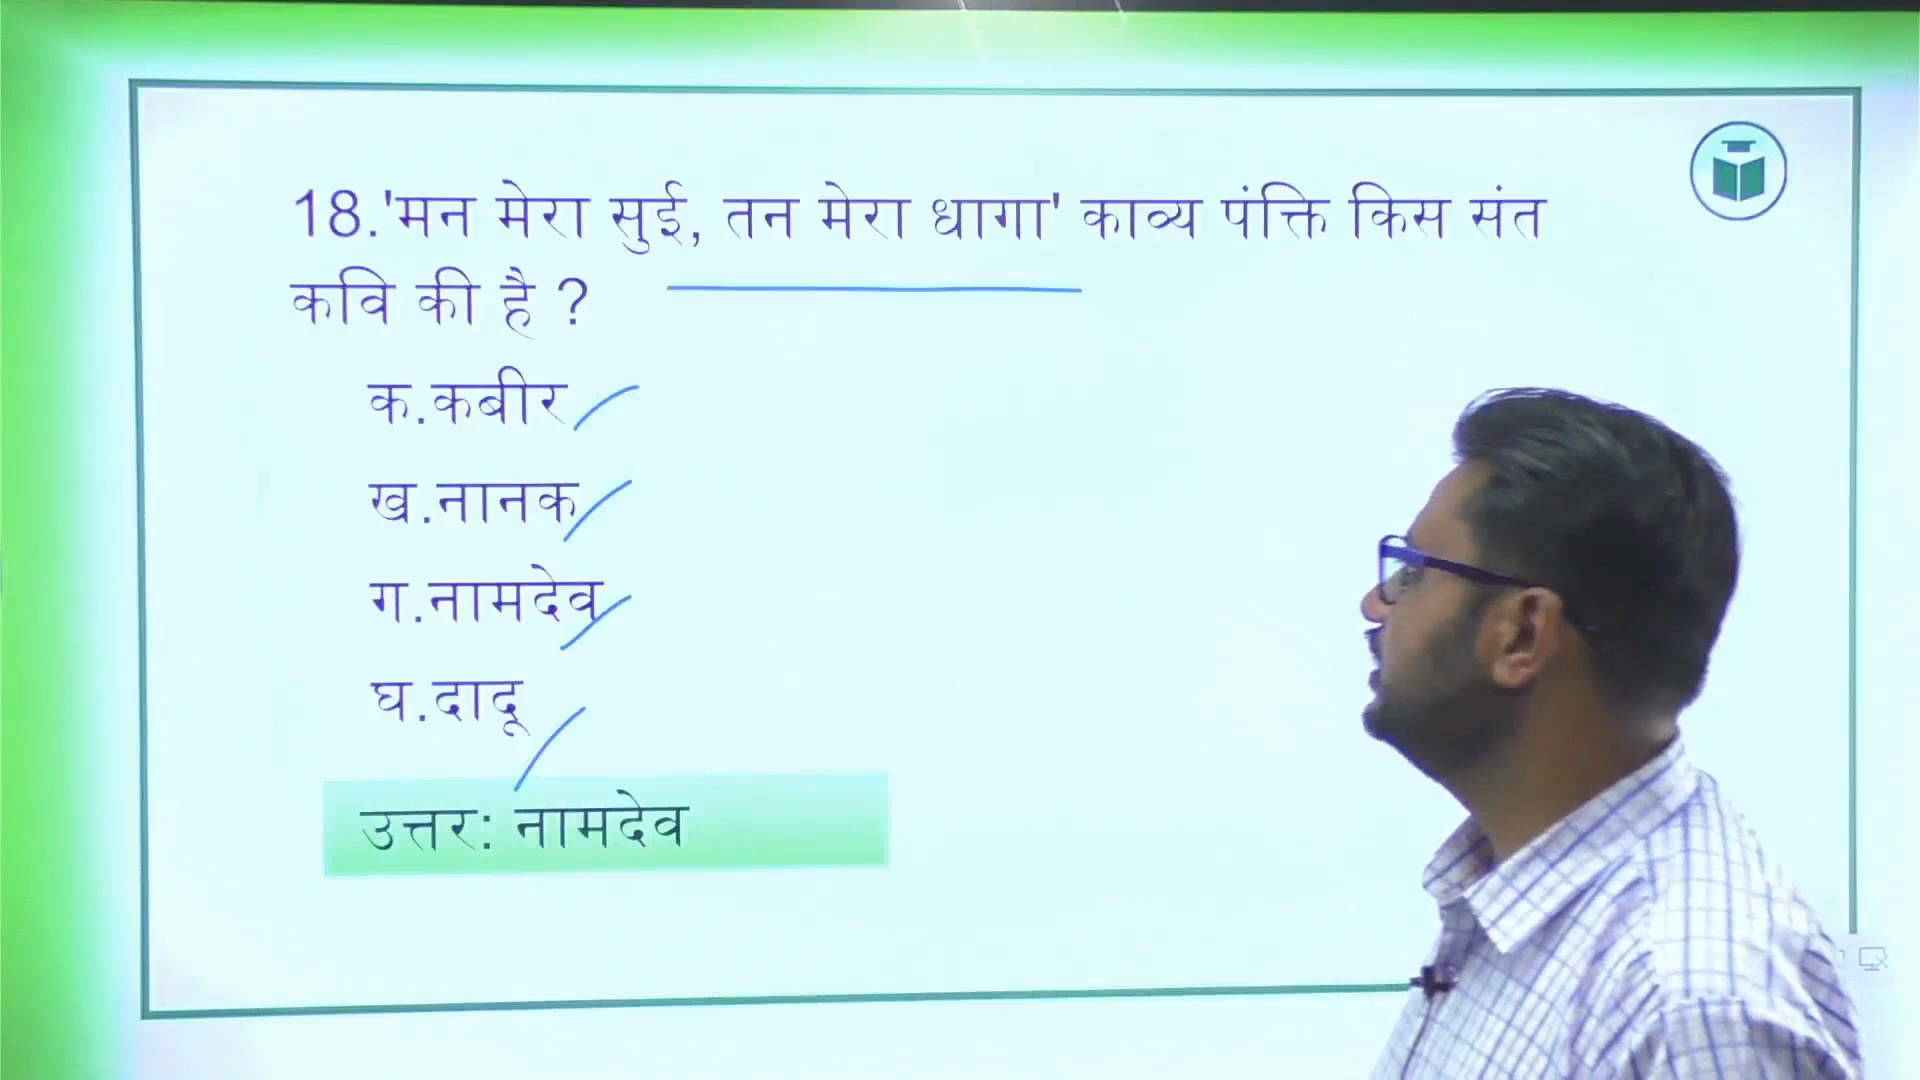 18.'मन मेरा सुई, तन मेरा धागा' काव्य पंक्ति किस संत
कवि की है ?
क.कबीर
ख.नानक
ग.नामदेव
घ.दादू
उत्तर: नामदेव